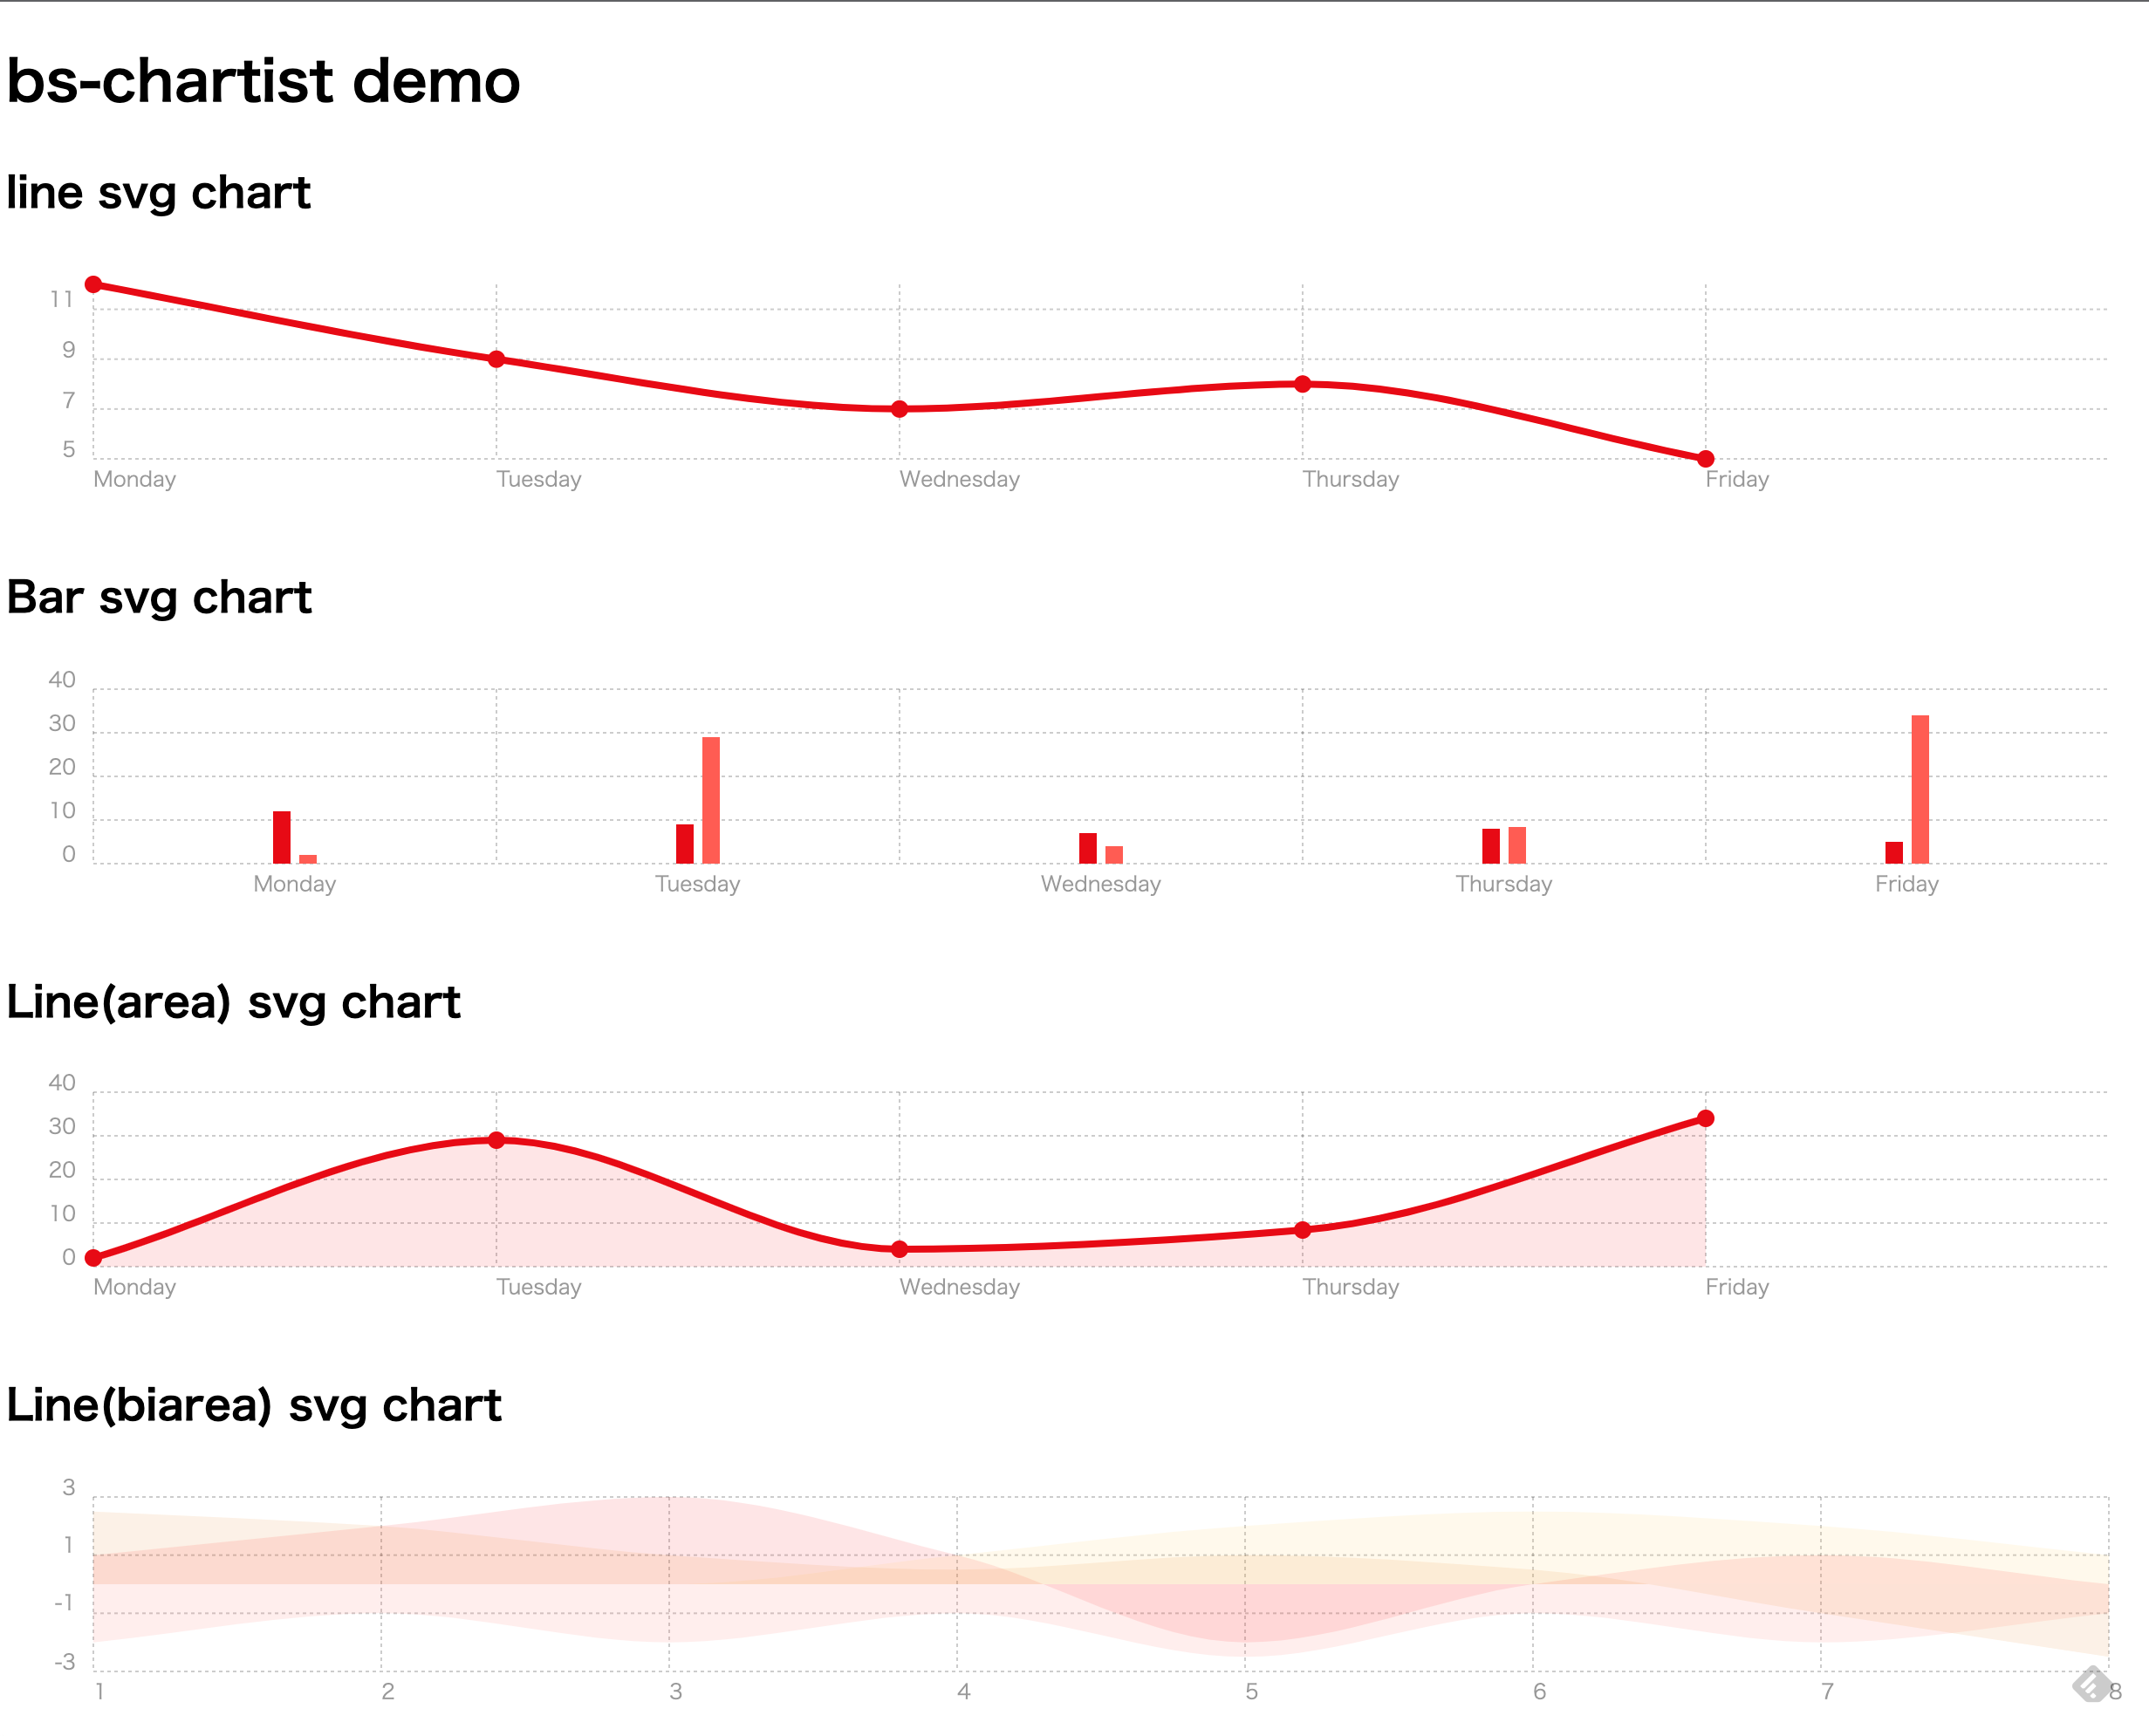 bs-chartist demo
line svg chart
11
9
7
5
Monday Tuesday Wednesday Thursday Friday
Bar svg chart
40
30
20
10
0
Monday Tuesday Wednesday Thursday Friday
Line(area) svg chart
40
30
20
10
0
Monday Tuesday Wednesday Thursday Friday
Line(biarea) svg chart
3
1
-1
-3
1 2 3 4 5 6 7 8